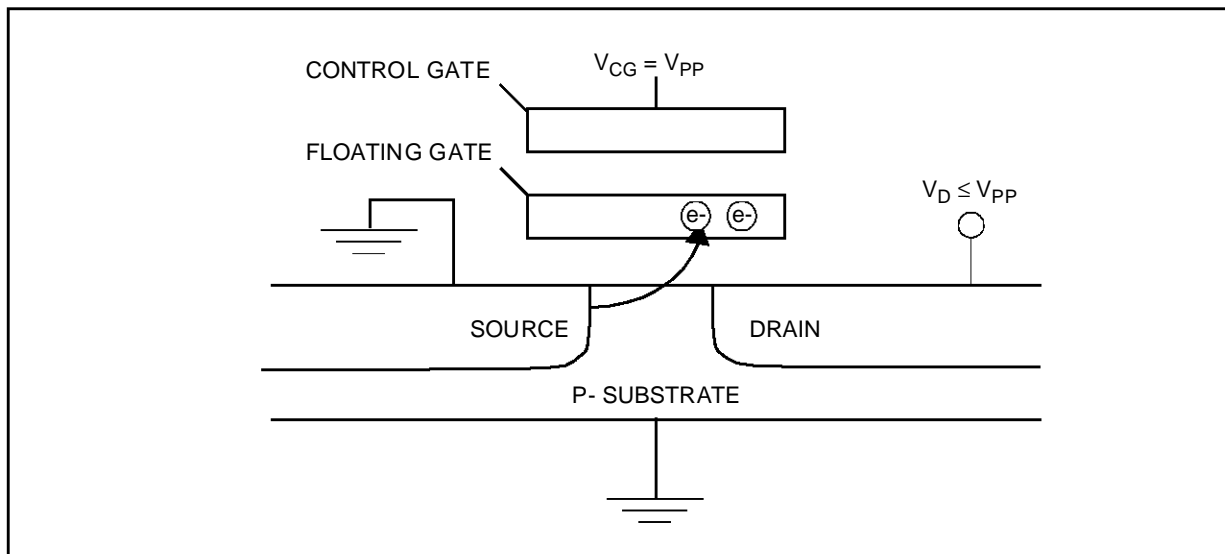 CONTROL GATE
V_CG = V_PP
FLOATING GATE
e- e-
V_D ≤ V_PP
SOURCE
DRAIN
P- SUBSTRATE